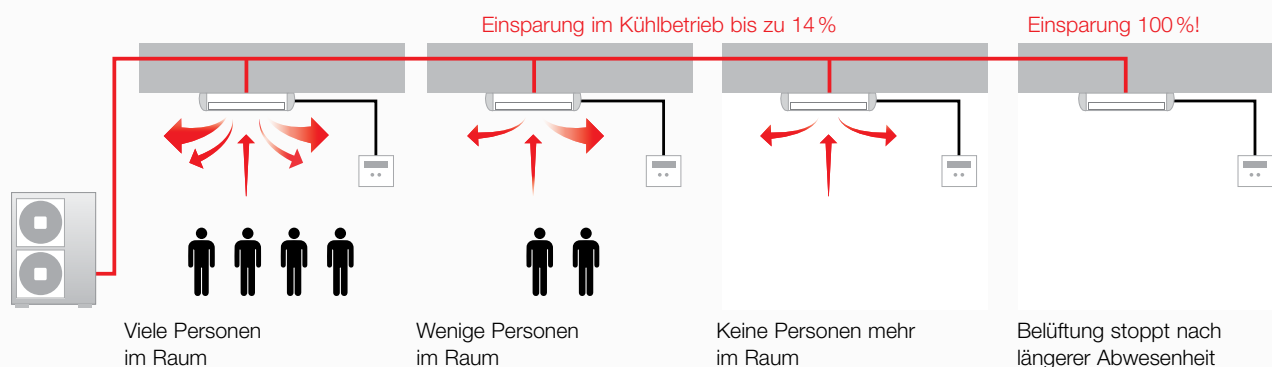 Einsparung im Kühlbetrieb bis zu 14 %
Einsparung 100 %!
Viele Personen
im Raum
Wenige Personen
im Raum
Keine Personen mehr
im Raum
Belüftung stoppt nach
längerer Abwesenheit